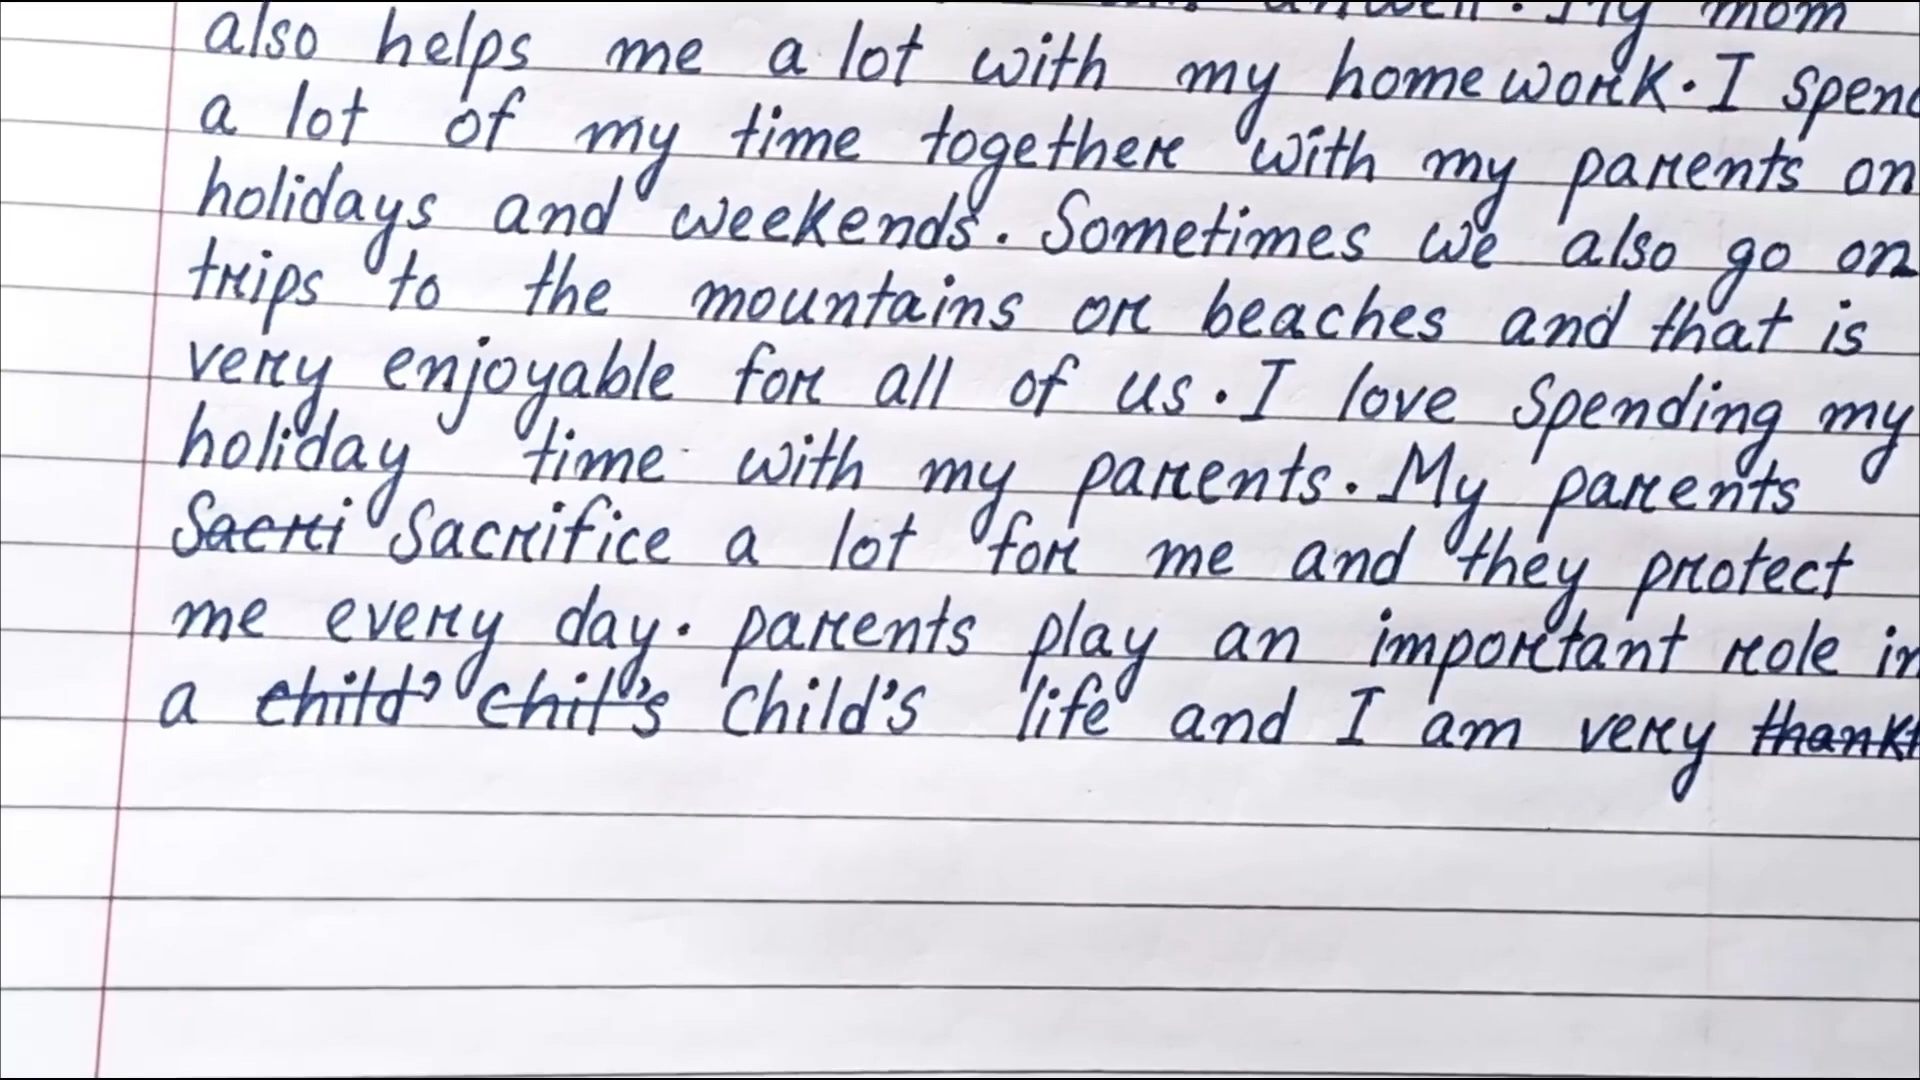 My mom
also helps me a lot with my homework. I spend
a lot of my time together with my parents on
holidays and weekends. Sometimes we also go on
trips to the mountains or beaches and that is
very enjoyable for all of us. I love spending my
holiday time with my parents. My parents
Sacri Sacrifice a lot for me and they protect
me every day. parents play an important role in
a child' chil's child's life and I am very